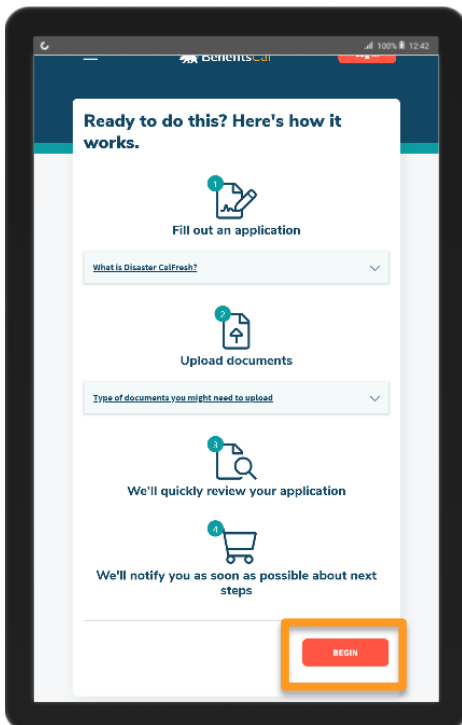 100% 12:42
BenefitsCal
Log In
Ready to do this? Here's how it
works.
1
Fill out an application
What is Disaster CalFresh?
2
Upload documents
Type of documents you might need to upload
3
We'll quickly review your application
4
We'll notify you as soon as possible about next
steps
BEGIN